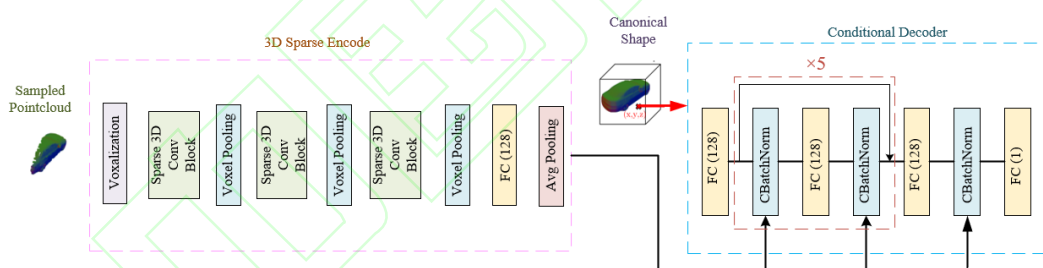 3D Sparse Encode
Sampled
Pointcloud
Voxalization
Sparse 3D
Conv
Block
Voxel Pooling
Sparse 3D
Conv
Block
Voxel Pooling
Sparse 3D
Conv
Block
Voxel Pooling
FC (128)
Avg Pooling
Canonical
Shape
(x,y,z)
Conditional Decoder
×5
FC (128)
CBatchNorm
FC (128)
CBatchNorm
FC (128)
CBatchNorm
FC (1)